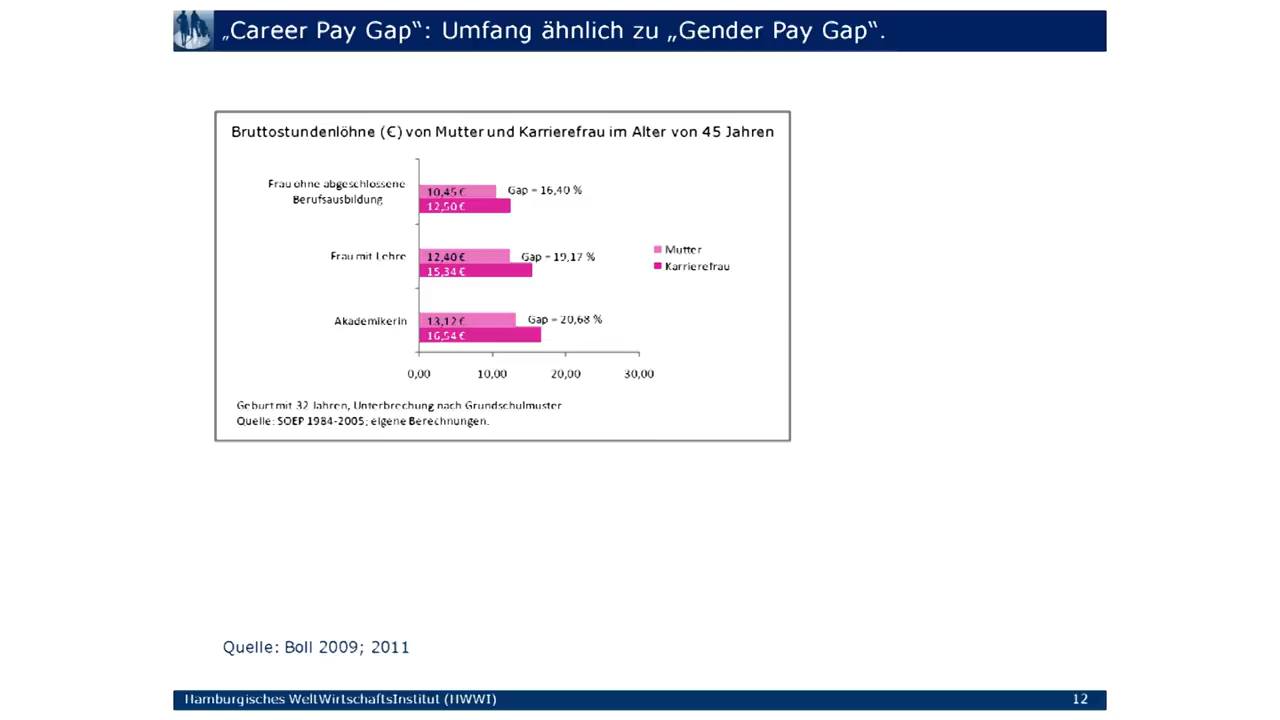 „Career Pay Gap“: Umfang ähnlich zu „Gender Pay Gap“.
Bruttostundenlöhne (€) von Mutter und Karrierefrau im Alter von 45 Jahren
Frau ohne abgeschlossene
Berufsausbildung
10,45 €
Gap = 16,40 %
12,50 €
Frau mit Lehre
12,40 €
Gap = 19,17 %
15,34 €
Akademikerin
13,12 €
Gap = 20,68 %
16,54 €
Mutter
Karrierefrau
0,00 10,00 20,00 30,00
Geburt mit 32 Jahren, Unterbrechung nach Grundschulmuster
Quelle: SOEP 1984-2005; eigene Berechnungen.
Quelle: Boll 2009; 2011
Hamburgisches WeltWirtschaftsInstitut (HWWI) 12